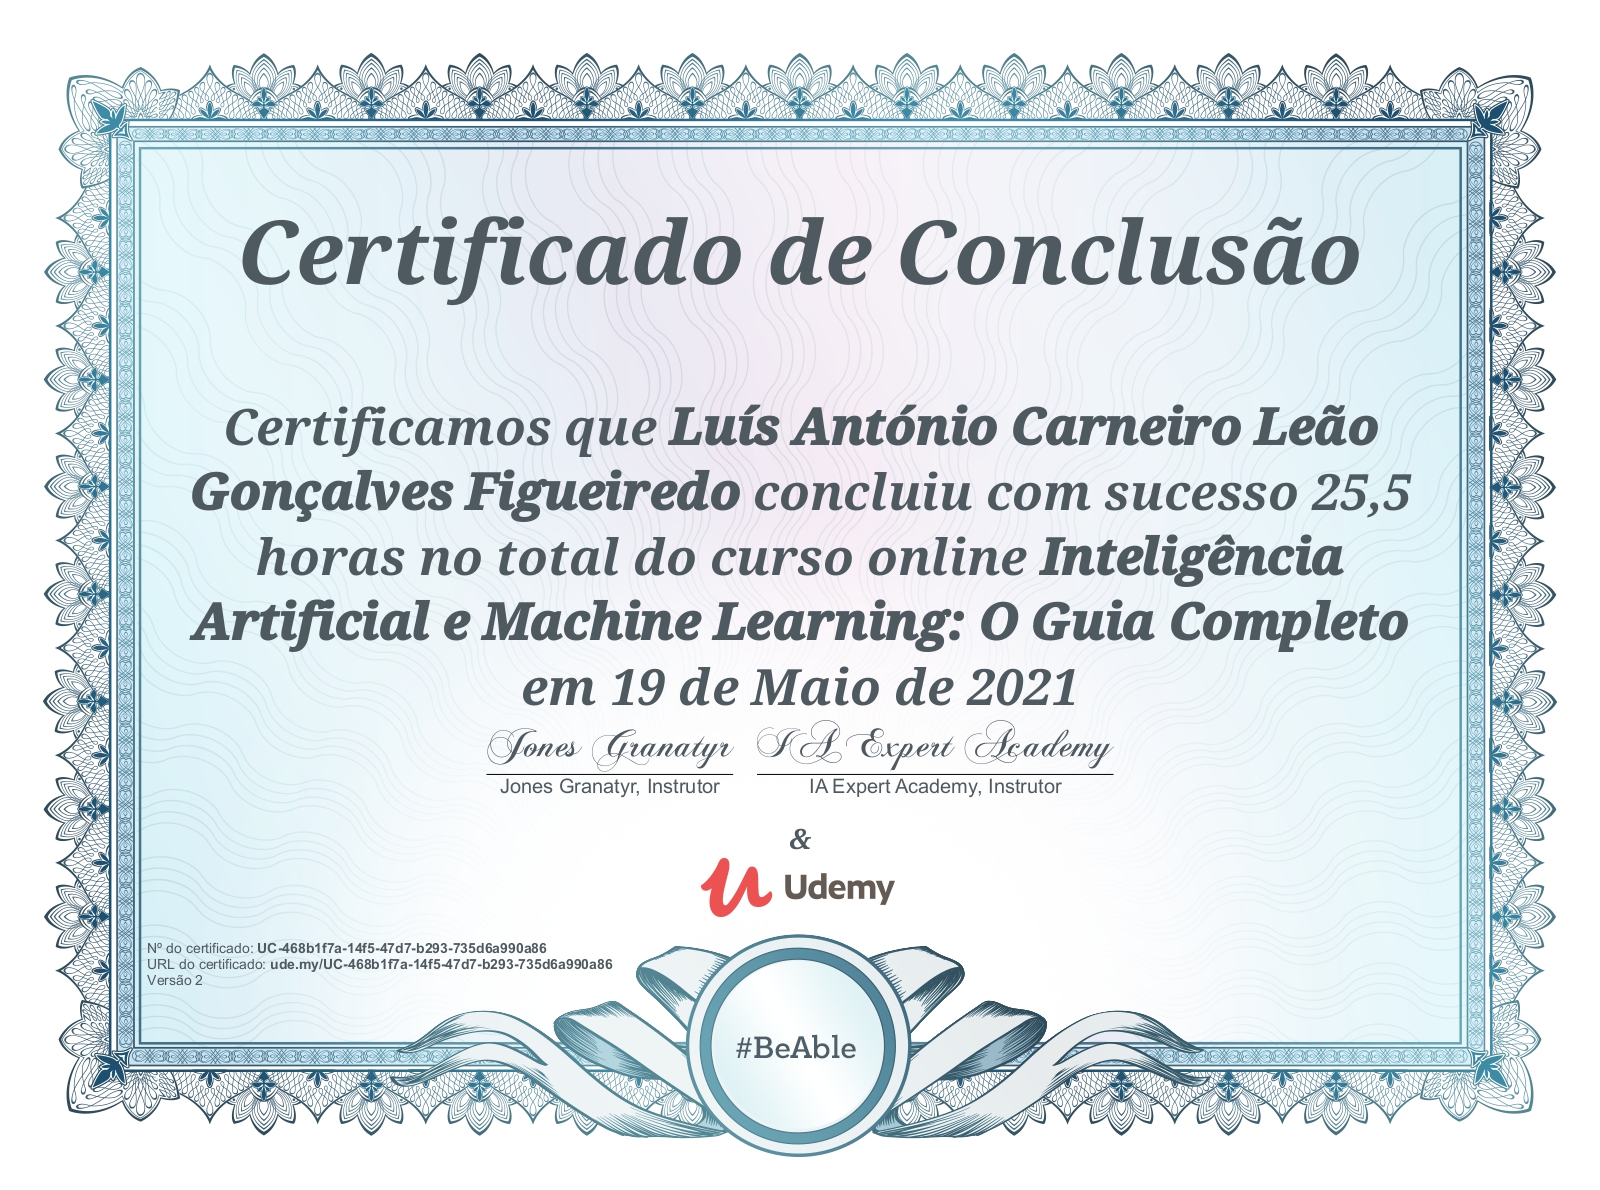 Certificado de Conclusão
Certificamos que Luís António Carneiro Leão
Gonçalves Figueiredo concluiu com sucesso 25,5
horas no total do curso online Inteligência
Artificial e Machine Learning: O Guia Completo
em 19 de Maio de 2021
Jones Granatyr IA Expert Academy
Jones Granatyr, Instrutor IA Expert Academy, Instrutor
&
Udemy
Nº do certificado: UC-468b1f7a-14f5-47d7-b293-735d6a990a86
URL do certificado: ude.my/UC-468b1f7a-14f5-47d7-b293-735d6a990a86
Versão 2
#BeAble